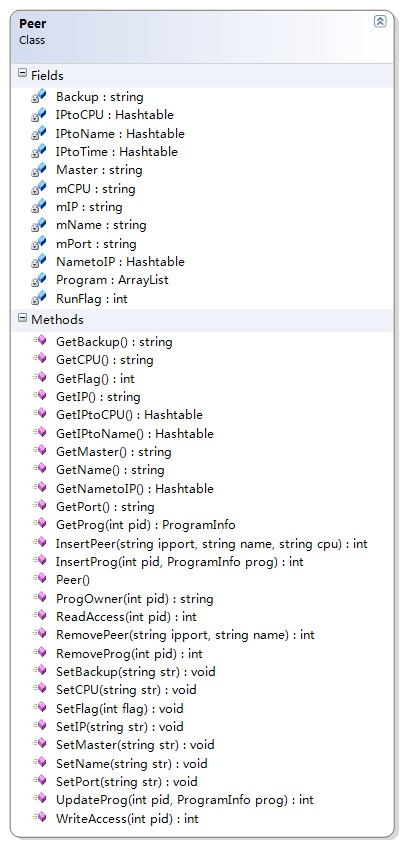 Peer
Class
Fields
Backup : string
IPtoCPU : Hashtable
IPtoName : Hashtable
IPtoTime : Hashtable
Master : string
mCPU : string
mIP : string
mName : string
mPort : string
NametoIP : Hashtable
Program : ArrayList
RunFlag : int
Methods
GetBackup() : string
GetCPU() : string
GetFlag() : int
GetIP() : string
GetIPtoCPU() : Hashtable
GetIPtoName() : Hashtable
GetMaster() : string
GetName() : string
GetNametoIP() : Hashtable
GetPort() : string
GetProg(int pid) : ProgramInfo
InsertPeer(string ipport, string name, string cpu) : int
InsertProg(int pid, ProgramInfo prog) : int
Peer()
ProgOwner(int pid) : string
ReadAccess(int pid) : int
RemovePeer(string ipport, string name) : int
RemoveProg(int pid) : int
SetBackup(string str) : void
SetCPU(string str) : void
SetFlag(int flag) : void
SetIP(string str) : void
SetMaster(string str) : void
SetName(string str) : void
SetPort(string str) : void
UpdateProg(int pid, ProgramInfo prog) : int
WriteAccess(int pid) : int